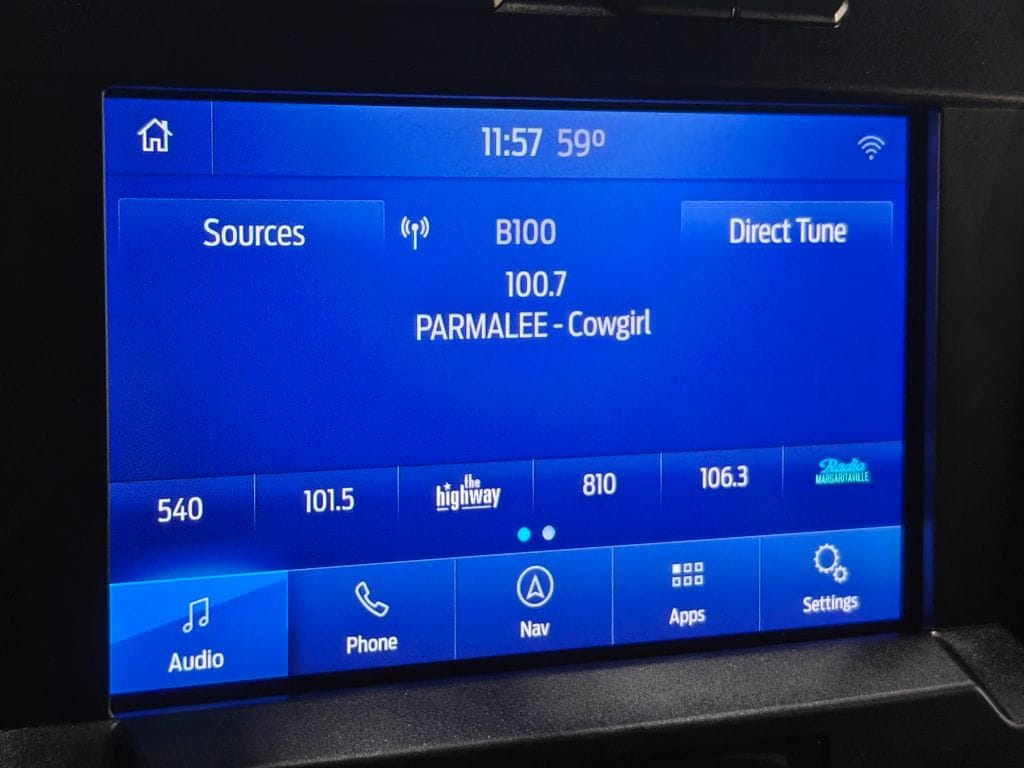 11:57 59º
Sources
B100
Direct Tune
100.7
PARMALEE - Cowgirl
540
101.5
the highway
810
106.3
Radio
MARGARITAVILLE
Audio
Phone
Nav
Apps
Settings